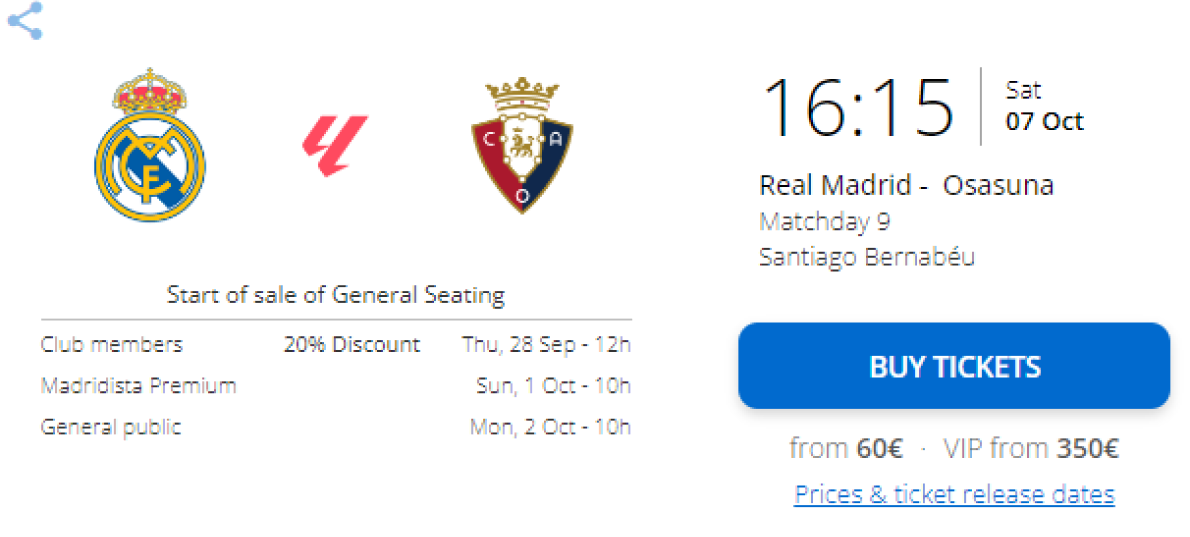 16:15
Sat
07 Oct
Real Madrid - Osasuna
Matchday 9
Santiago Bernabéu
C A
O
Start of sale of General Seating
Club members 20% Discount Thu, 28 Sep - 12h
Madridista Premium Sun, 1 Oct - 10h
General public Mon, 2 Oct - 10h
BUY TICKETS
from 60€ · VIP from 350€
Prices & ticket release dates